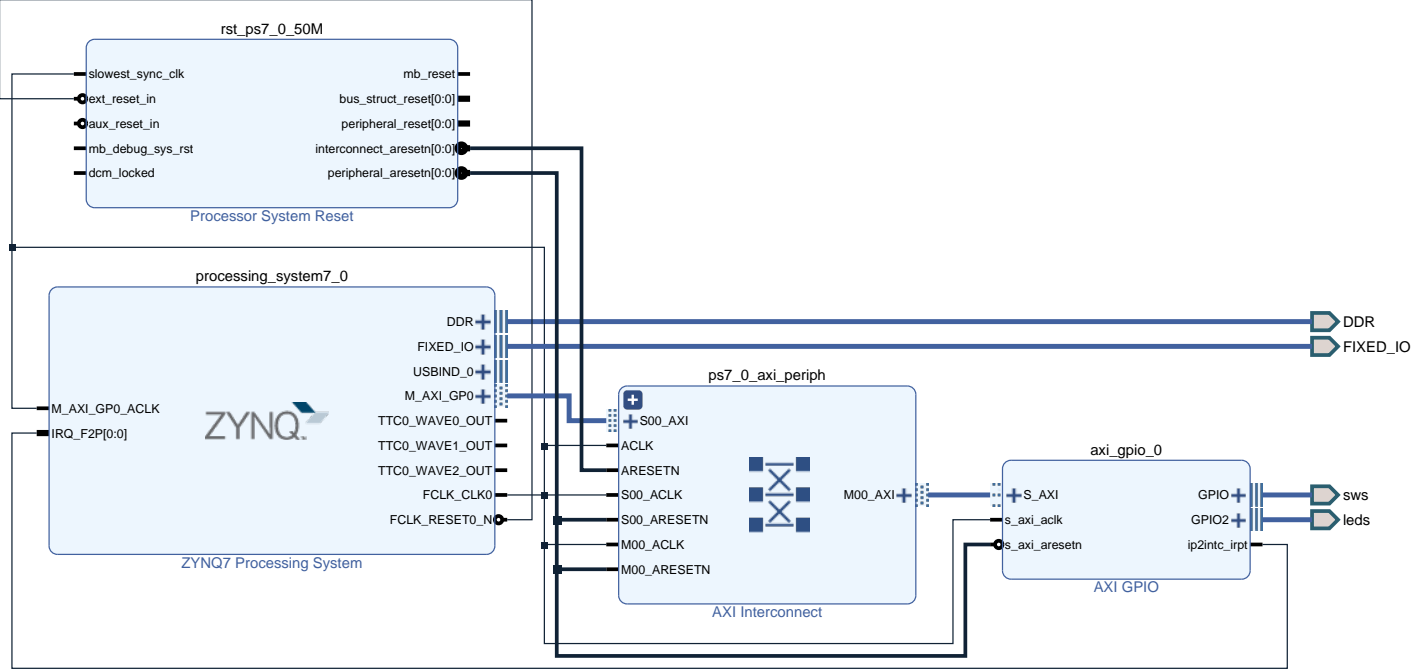 rst_ps7_0_50M
slowest_sync_clk
mb_reset
ext_reset_in
bus_struct_reset[0:0]
aux_reset_in
peripheral_reset[0:0]
mb_debug_sys_rst
interconnect_aresetn[0:0]
dcm_locked
peripheral_aresetn[0:0]
Processor System Reset
processing_system7_0
DDR
DDR
FIXED_IO
FIXED_IO
USBIND_0
M_AXI_GP0
M_AXI_GP0_ACLK
TTC0_WAVE0_OUT
IRQ_F2P[0:0]
TTC0_WAVE1_OUT
TTC0_WAVE2_OUT
FCLK_CLK0
FCLK_RESET0_N
ZYNQ
ZYNQ7 Processing System
ps7_0_axi_periph
S00_AXI
ACLK
ARESETN
S00_ACLK
M00_AXI
S00_ARESETN
M00_ACLK
M00_ARESETN
AXI Interconnect
axi_gpio_0
S_AXI
GPIO
sws
s_axi_aclk
GPIO2
leds
s_axi_aresetn
ip2intc_irpt
AXI GPIO